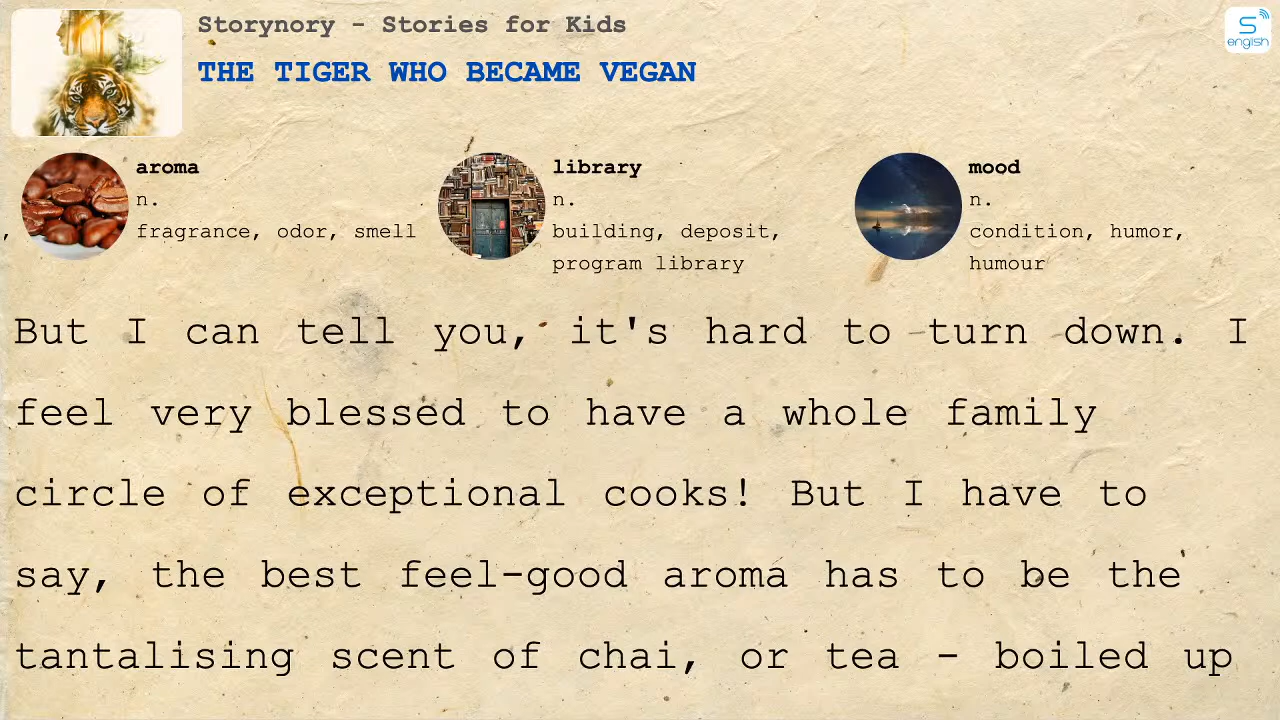 Storynory - Stories for Kids
THE TIGER WHO BECAME VEGAN
S
english
aroma
n.
fragrance, odor, smell
library
n.
building, deposit,
program library
mood
n.
condition, humor,
humour
But I can tell you, it's hard to turn down. I
feel very blessed to have a whole family
circle of exceptional cooks! But I have to
say, the best feel-good aroma has to be the
tantalising scent of chai, or tea - boiled up